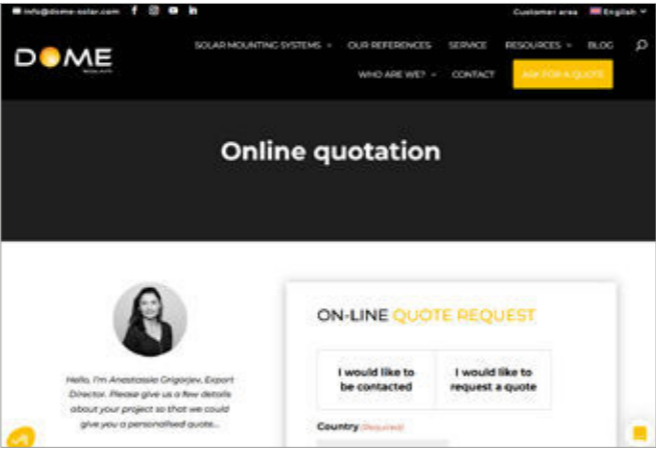 info@dome-solar.com
Customer area English
DOME
SOLAR
SOLAR MOUNTING SYSTEMS OUR REFERENCES SERVICE RESOURCES BLOG
WHO ARE WE? CONTACT ASK FOR A QUOTE
Online quotation
ON-LINE QUOTE REQUEST
I would like to
be contacted
I would like to
request a quote
Hello, I'm Anastassia Grigorjev, Export
Director. Please give us a few details
about your project so that we could
give you a personalised quote...
Country (Required)